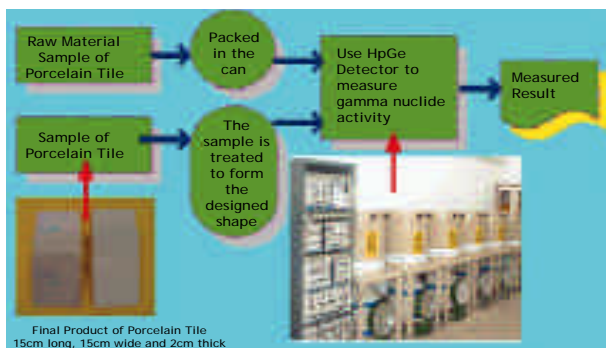 Raw Material
Sample of
Porcelain Tile
Packed
in the
can
Use HpGe
Detector to
measure
gamma nuclide
activity
Measured
Result
Sample of
Porcelain Tile
The
sample is
treated
to form
the
designed
shape
Final Product of Porcelain Tile
15cm long, 15cm wide and 2cm thick